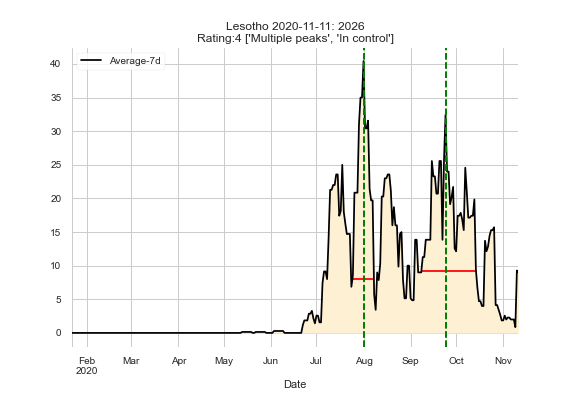 Lesotho 2020-11-11: 2026
Rating:4 ['Multiple peaks', 'In control']
Average-7d
40
35
30
25
20
15
10
5
0
Feb Mar Apr May Jun Jul Aug Sep Oct Nov
2020
Date